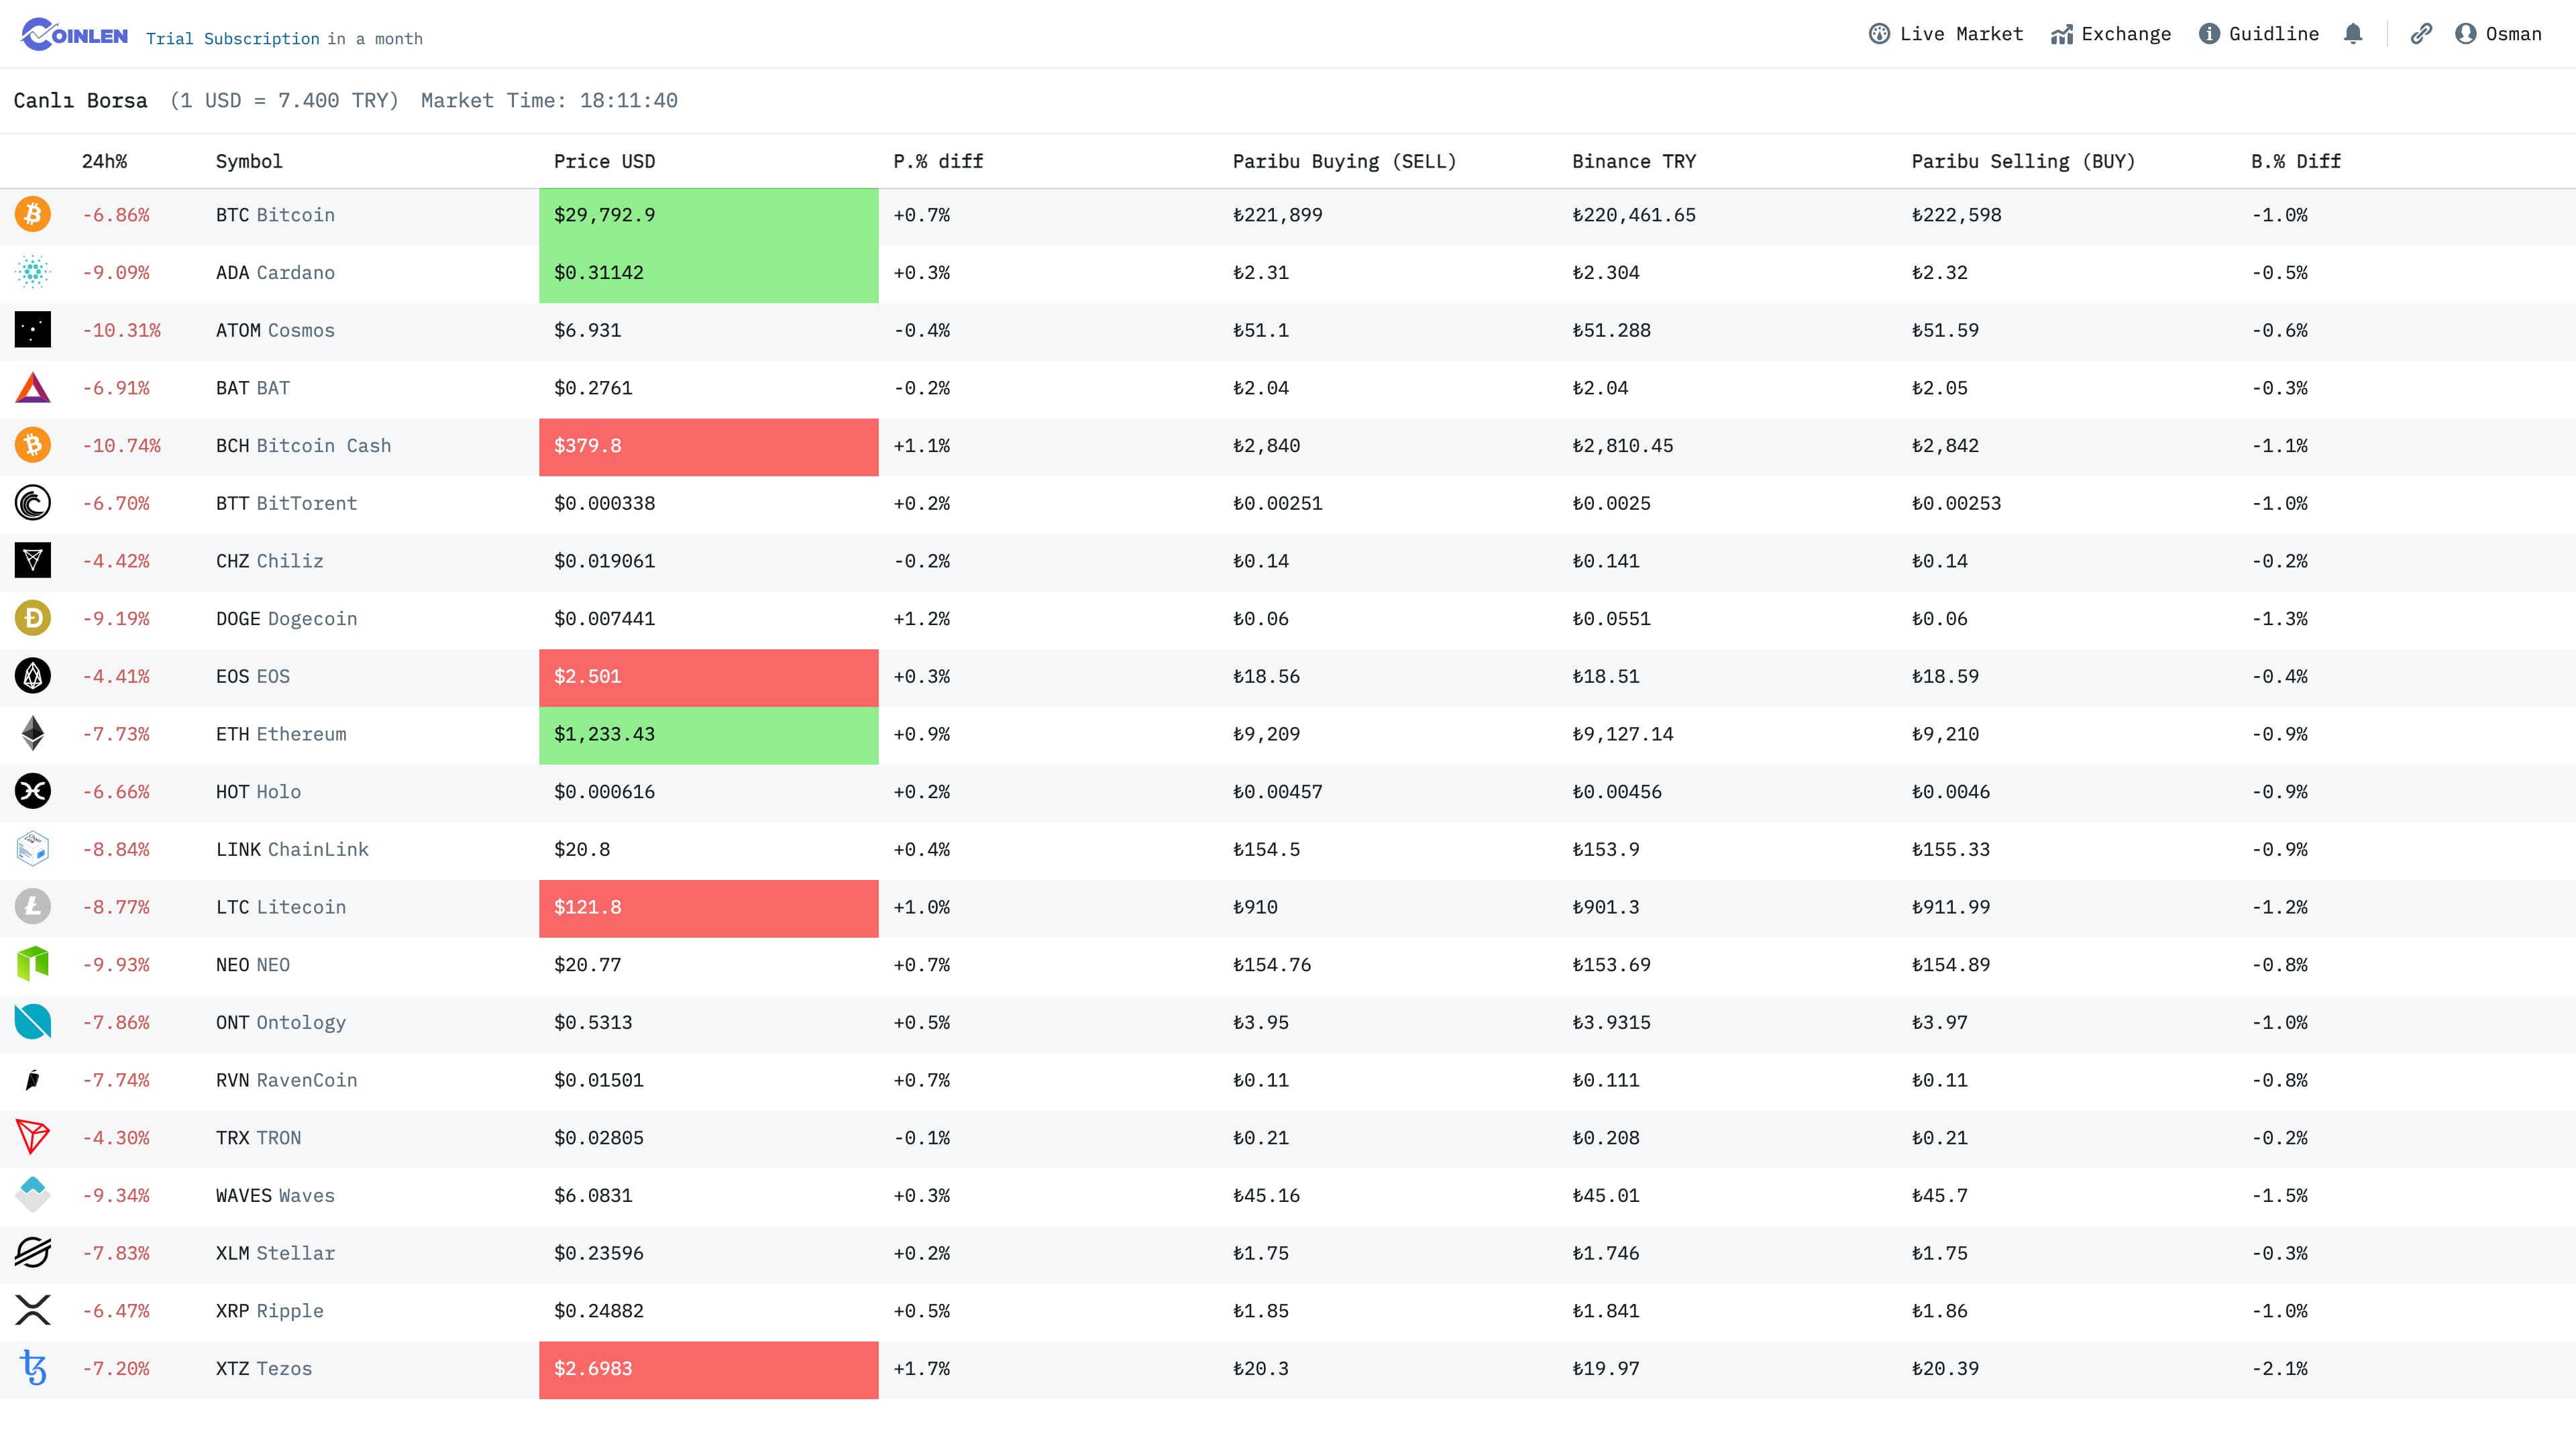 COINLEN Trial Subscription in a month Live Market Exchange Guidline Osman
Canlı Borsa (1 USD = 7.400 TRY) Market Time: 18:11:40
24h% Symbol Price USD P.% diff Paribu Buying (SELL) Binance TRY Paribu Selling (BUY) B.% Diff
-6.86% BTC Bitcoin $29,792.9 +0.7% ₺221,899 ₺220,461.65 ₺222,598 -1.0%
-9.09% ADA Cardano $0.31142 +0.3% ₺2.31 ₺2.304 ₺2.32 -0.5%
-10.31% ATOM Cosmos $6.931 -0.4% ₺51.1 ₺51.288 ₺51.59 -0.6%
-6.91% BAT BAT $0.2761 -0.2% ₺2.04 ₺2.04 ₺2.05 -0.3%
-10.74% BCH Bitcoin Cash $379.8 +1.1% ₺2,840 ₺2,810.45 ₺2,842 -1.1%
-6.70% BTT BitTorent $0.000338 +0.2% ₺0.00251 ₺0.0025 ₺0.00253 -1.0%
-4.42% CHZ Chiliz $0.019061 -0.2% ₺0.14 ₺0.141 ₺0.14 -0.2%
-9.19% DOGE Dogecoin $0.007441 +1.2% ₺0.06 ₺0.0551 ₺0.06 -1.3%
-4.41% EOS EOS $2.501 +0.3% ₺18.56 ₺18.51 ₺18.59 -0.4%
-7.73% ETH Ethereum $1,233.43 +0.9% ₺9,209 ₺9,127.14 ₺9,210 -0.9%
-6.66% HOT Holo $0.000616 +0.2% ₺0.00457 ₺0.00456 ₺0.0046 -0.9%
-8.84% LINK ChainLink $20.8 +0.4% ₺154.5 ₺153.9 ₺155.33 -0.9%
-8.77% LTC Litecoin $121.8 +1.0% ₺910 ₺901.3 ₺911.99 -1.2%
-9.93% NEO NEO $20.77 +0.7% ₺154.76 ₺153.69 ₺154.89 -0.8%
-7.86% ONT Ontology $0.5313 +0.5% ₺3.95 ₺3.9315 ₺3.97 -1.0%
-7.74% RVN RavenCoin $0.01501 +0.7% ₺0.11 ₺0.111 ₺0.11 -0.8%
-4.30% TRX TRON $0.02805 -0.1% ₺0.21 ₺0.208 ₺0.21 -0.2%
-9.34% WAVES Waves $6.0831 +0.3% ₺45.16 ₺45.01 ₺45.7 -1.5%
-7.83% XLM Stellar $0.23596 +0.2% ₺1.75 ₺1.746 ₺1.75 -0.3%
-6.47% XRP Ripple $0.24882 +0.5% ₺1.85 ₺1.841 ₺1.86 -1.0%
-7.20% XTZ Tezos $2.6983 +1.7% ₺20.3 ₺19.97 ₺20.39 -2.1%